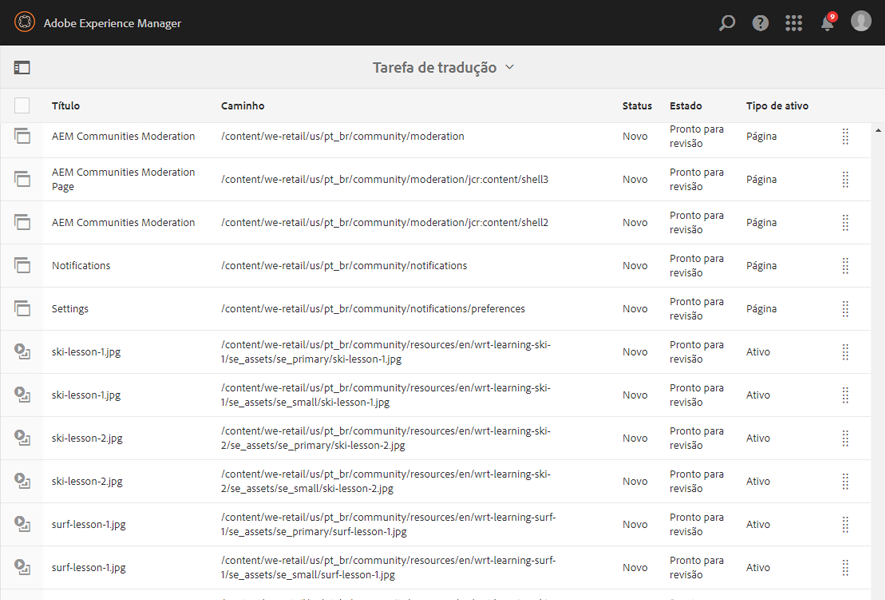 Adobe Experience Manager
9
Tarefa de tradução
Título Caminho Status Estado Tipo de ativo
AEM Communities Moderation /content/we-retail/us/pt_br/community/moderation Novo Pronto para revisão Página
AEM Communities Moderation Page /content/we-retail/us/pt_br/community/moderation/jcr:content/shell3 Novo Pronto para revisão Página
AEM Communities Moderation /content/we-retail/us/pt_br/community/moderation/jcr:content/shell2 Novo Pronto para revisão Página
Notifications /content/we-retail/us/pt_br/community/notifications Novo Pronto para revisão Página
Settings /content/we-retail/us/pt_br/community/notifications/preferences Novo Pronto para revisão Página
ski-lesson-1.jpg /content/we-retail/us/pt_br/community/resources/en/wrt-learning-ski-1/se_assets/se_primary/ski-lesson-1.jpg Novo Pronto para revisão Ativo
ski-lesson-1.jpg /content/we-retail/us/pt_br/community/resources/en/wrt-learning-ski-1/se_assets/se_small/ski-lesson-1.jpg Novo Pronto para revisão Ativo
ski-lesson-2.jpg /content/we-retail/us/pt_br/community/resources/en/wrt-learning-ski-2/se_assets/se_primary/ski-lesson-2.jpg Novo Pronto para revisão Ativo
ski-lesson-2.jpg /content/we-retail/us/pt_br/community/resources/en/wrt-learning-ski-2/se_assets/se_small/ski-lesson-2.jpg Novo Pronto para revisão Ativo
surf-lesson-1.jpg /content/we-retail/us/pt_br/community/resources/en/wrt-learning-surf-1/se_assets/se_primary/surf-lesson-1.jpg Novo Pronto para revisão Ativo
surf-lesson-1.jpg /content/we-retail/us/pt_br/community/resources/en/wrt-learning-surf-1/se_assets/se_small/surf-lesson-1.jpg Novo Pronto para revisão Ativo